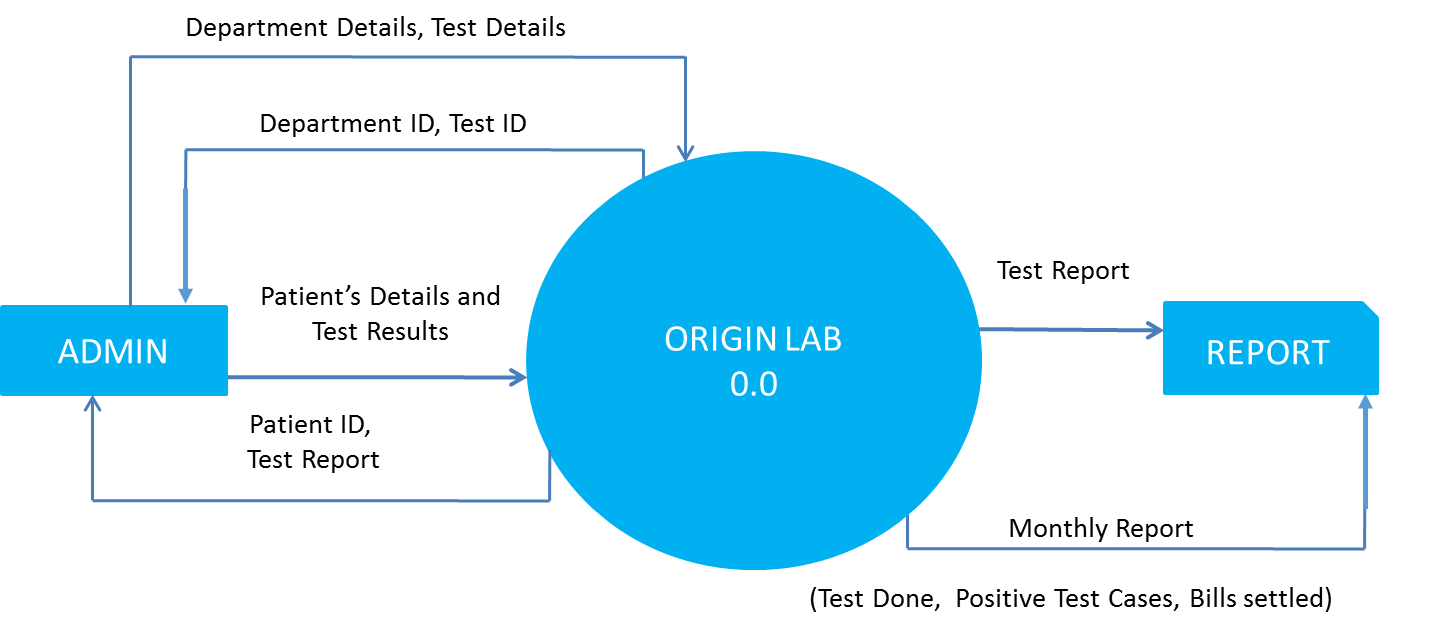 Department Details, Test Details
Department ID, Test ID
Patient’s Details and
Test Results
ADMIN
Patient ID,
Test Report
ORIGIN LAB
0.0
Test Report
REPORT
Monthly Report
(Test Done,  Positive Test Cases, Bills settled)